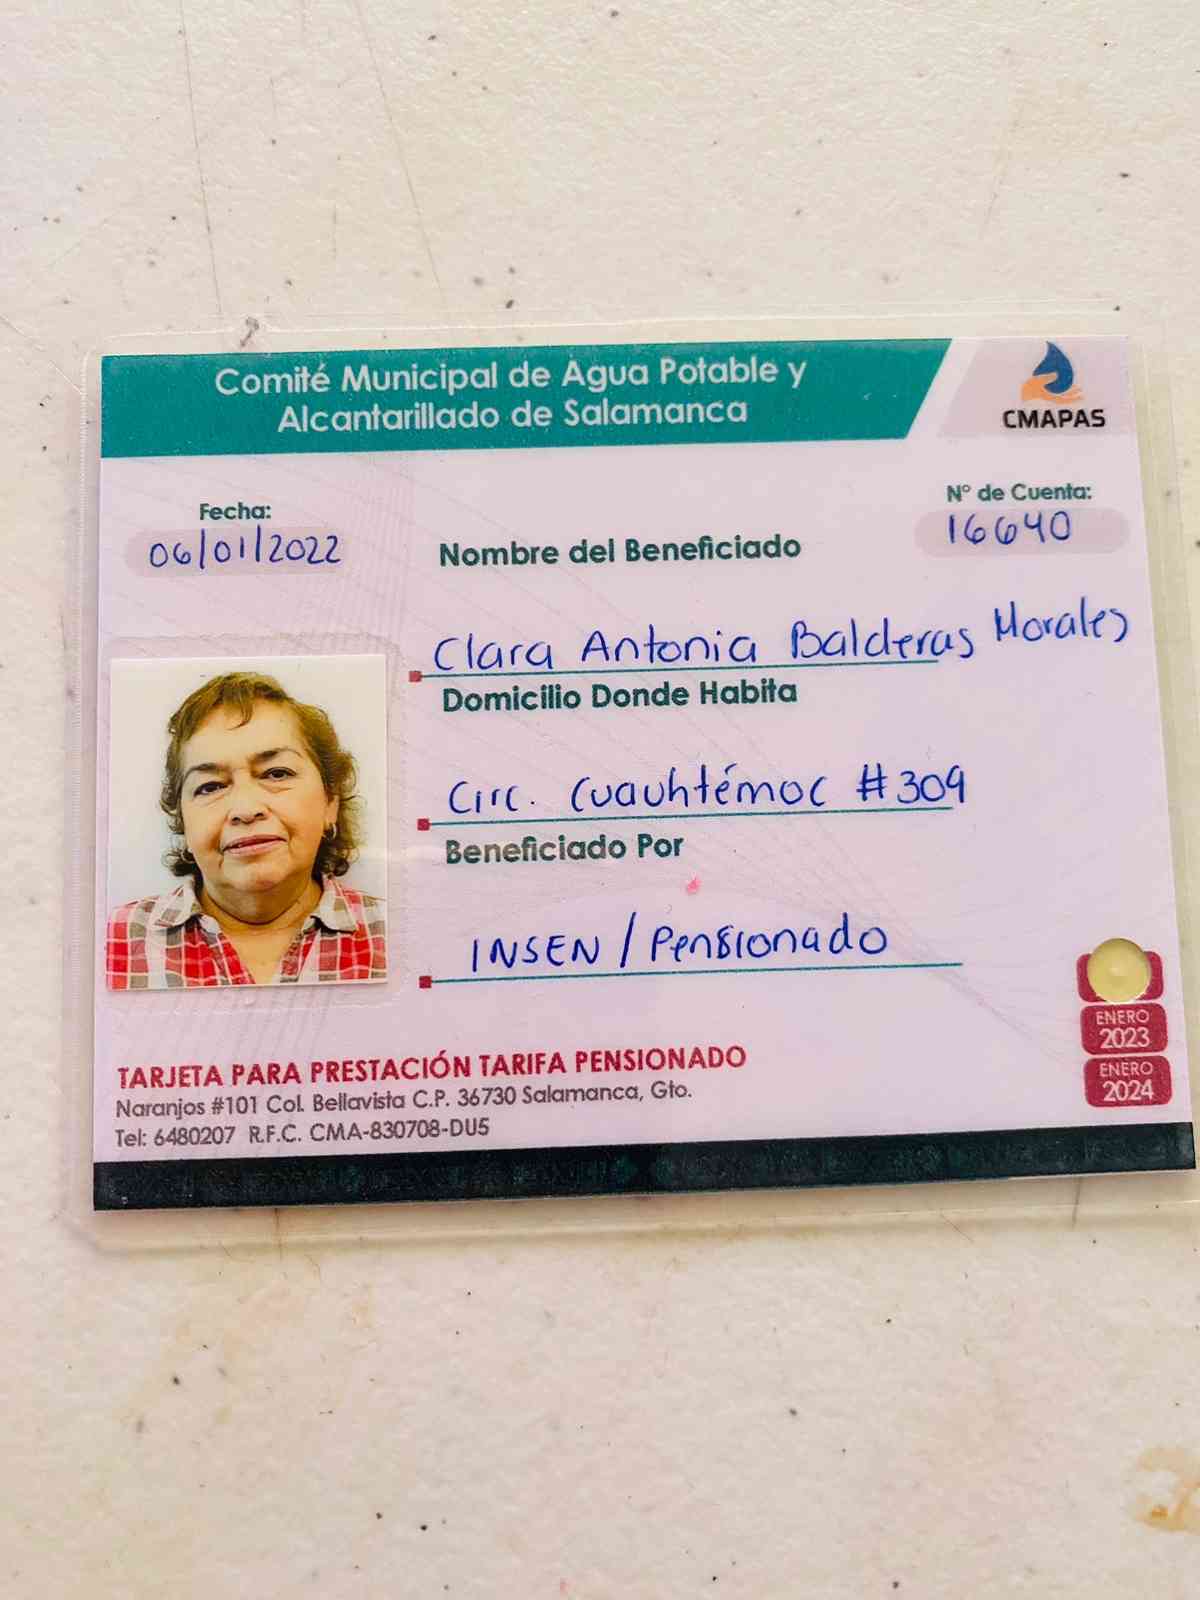 Comité Municipal de Agua Potable y
Alcantarillado de Salamanca
CMAPAS
Fecha:
06/01/2022
N° de Cuenta:
16640
Nombre del Beneficiado
Clara Antonia Balderas Morales
Domicilio Donde Habita
Circ. Cuauhtémoc #309
Beneficiado Por
INSEN / Pensionado
ENERO
2023
ENERO
2024
TARJETA PARA PRESTACIÓN TARIFA PENSIONADO
Naranjos #101 Col. Bellavista C.P. 36730 Salamanca, Gto.
Tel: 6480207 R.F.C. CMA-830708-DU5